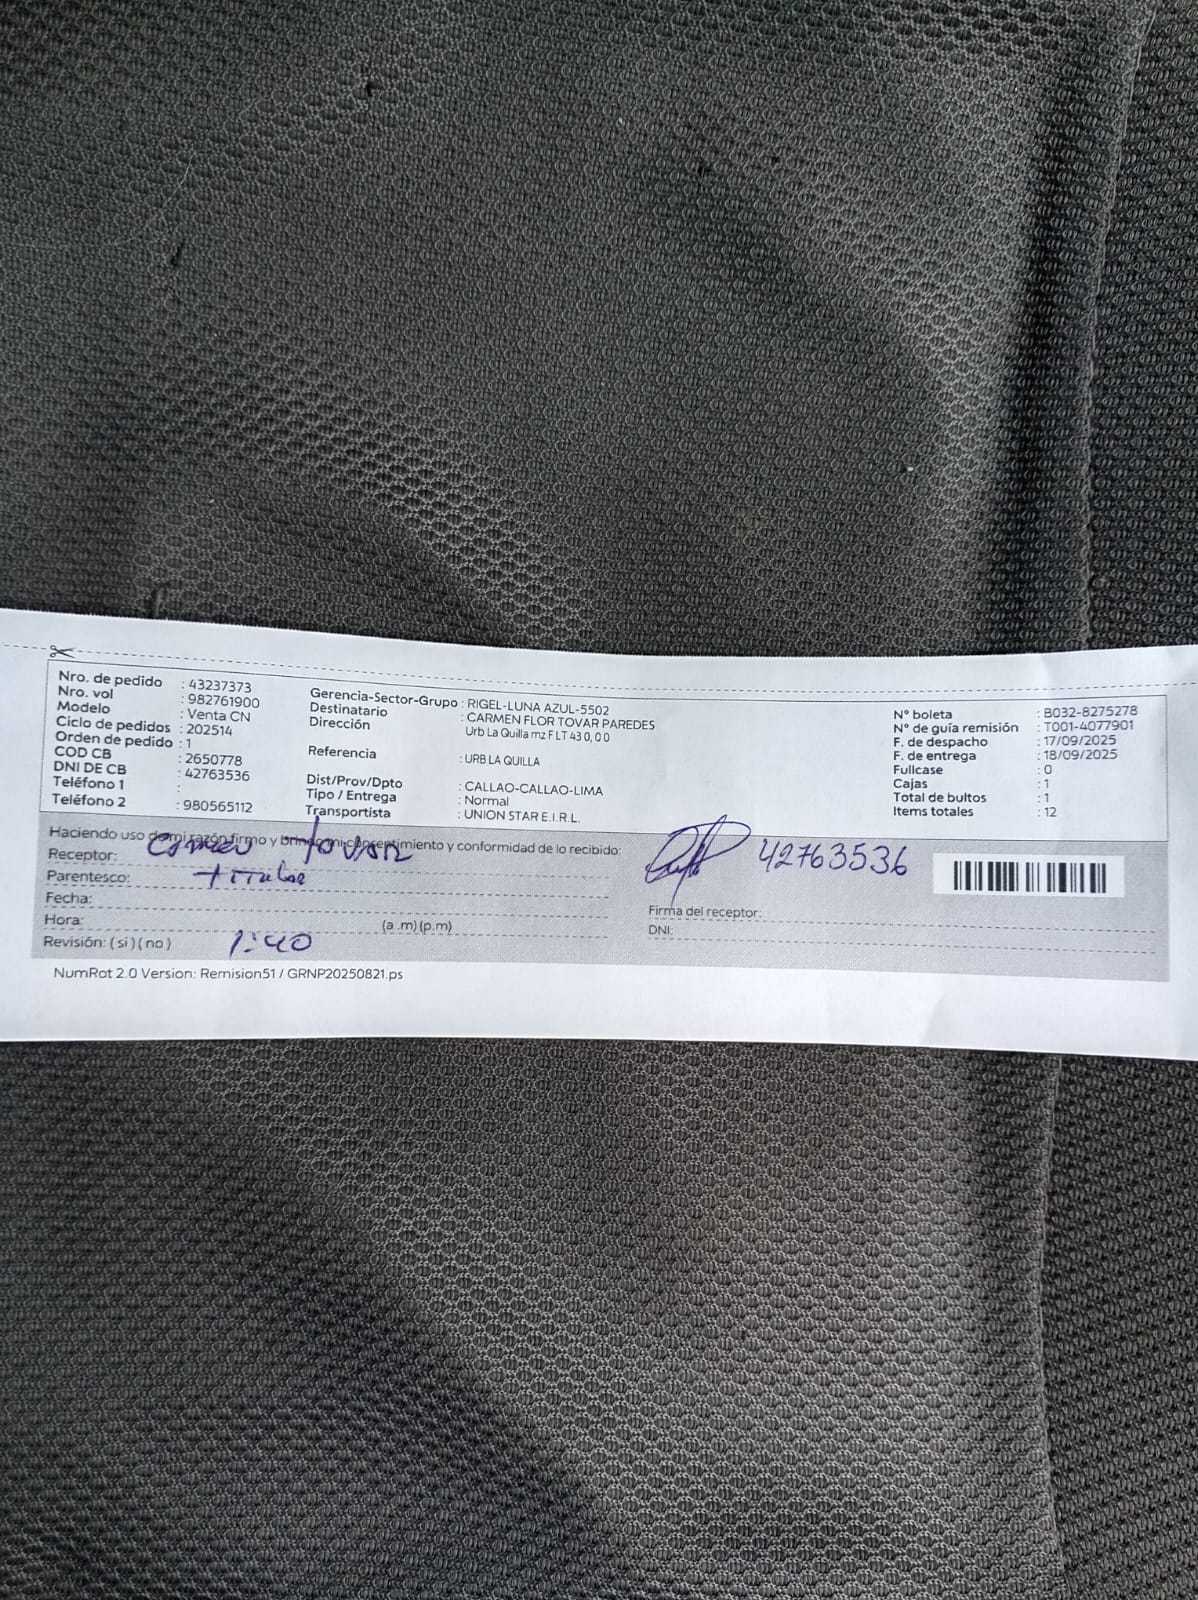 Nro. de pedido : 43237373
Nro. vol : 982761900
Modelo : Venta CN
Ciclo de pedidos : 202514
Orden de pedido : 1
COD CB : 2650778
DNI DE CB : 42763536
Teléfono 1 :
Teléfono 2 : 980565112
Gerencia-Sector-Grupo : RIGEL-LUNA AZUL-5502
Destinatario : CARMEN FLOR TOVAR PAREDES
Dirección Urb La Quilla mz F LT 43 0, 0 0
Referencia : URB LA QUILLA
Dist/Prov/Dpto : CALLAO-CALLAO-LIMA
Tipo / Entrega : Normal
Transportista : UNION STAR E.I.R.L.
N° boleta : B032-8275278
N° de guía remisión : T001-4077901
F. de despacho : 17/09/2025
F. de entrega : 18/09/2025
Fullcase : 0
Cajas : 1
Total de bultos : 1
Items totales : 12
Haciendo uso de mi razón firmo y brindo mi consentimiento y conformidad de lo recibido:
Receptor: Carmen Tovar
Parentesco: titular
Fecha:
Hora: (a .m) (p.m)
Revisión: ( si ) ( no ) 1:40
42763536
Firma del receptor:
DNI:
NumRot 2.0 Version: Remision51 / GRNP20250821.ps